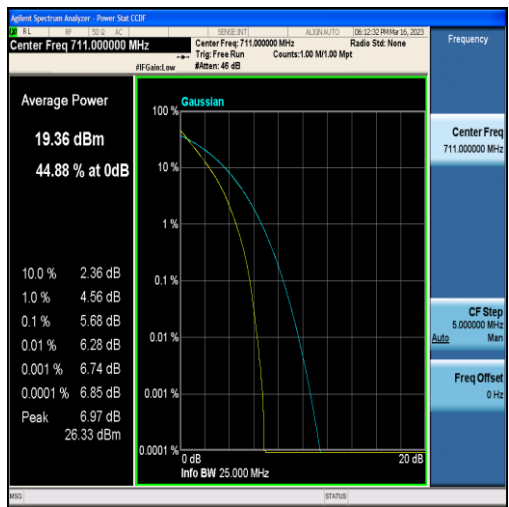 Agilent Spectrum Analyzer - Power Stat CCDF
RL RF 50 Ω AC SENSE:INT ALIGN AUTO 06:12:32 PM Mar 16, 2023
Center Freq 711.000000 MHz
Center Freq: 711.000000 MHz Radio Std: None
Trig: Free Run Counts:1.00 M/1.00 Mpt
#IFGain:Low #Atten: 46 dB
Frequency
Average Power
19.36 dBm
44.88 % at 0dB
10.0 % 2.36 dB
1.0 % 4.56 dB
0.1 % 5.68 dB
0.01 % 6.28 dB
0.001 % 6.74 dB
0.0001 % 6.85 dB
Peak 6.97 dB
26.33 dBm
Gaussian
100 %
10 %
1 %
0.1 %
0.01 %
0.001 %
0.0001 %
0 dB 20 dB
Info BW 25.000 MHz
Center Freq
711.000000 MHz
CF Step
5.000000 MHz
Auto Man
Freq Offset
0 Hz
MSG STATUS